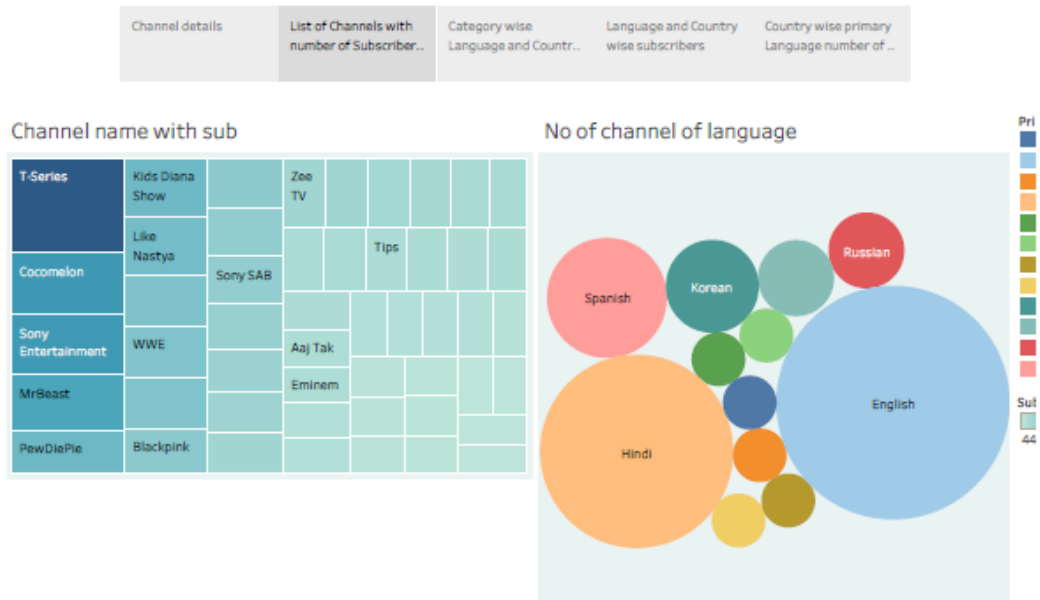 Channel details
List of Channels with
number of Subscriber..
Category wise
Language and Countr..
Language and Country
wise subscribers
Country wise primary
Language number of ..
Channel name with sub
No of channel of language
Pri
T-Series
Cocomelon
Sony
Entertainment
MrBeast
PewDiePie
Kids Diana
Show
Like
Nastya
WWE
Blackpink
Sony SAB
Zee
TV
Tips
Aaj Tak
Eminem
Spanish
Korean
Russian
Hindi
English
Sub
44